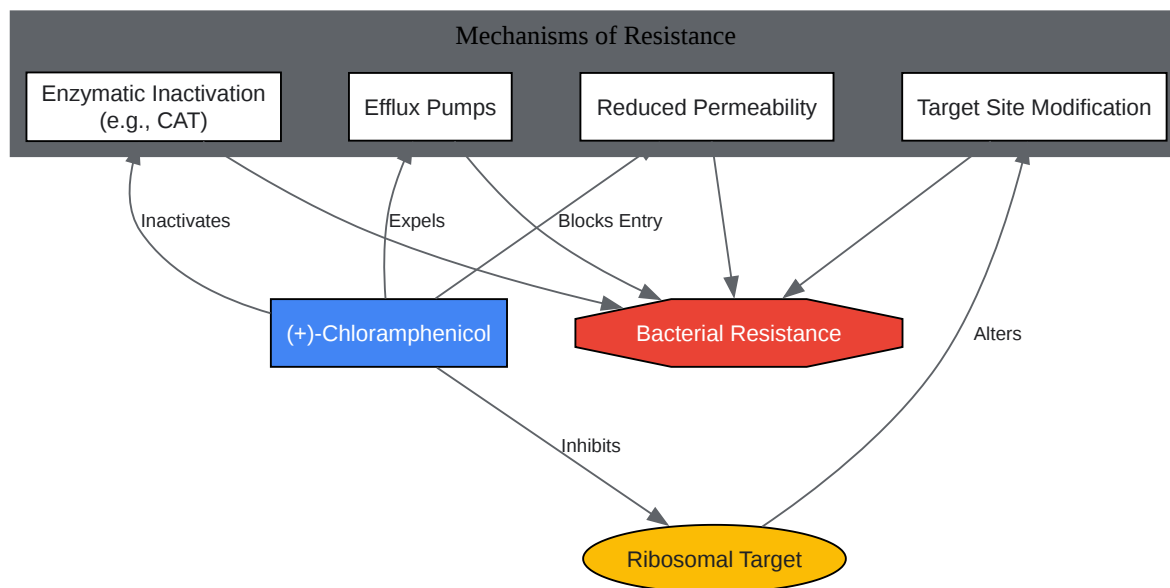 Mechanisms of Resistance
Enzymatic Inactivation
(e.g., CAT)
Efflux Pumps
Reduced Permeability
Target Site Modification
Inactivates
Expels
Blocks Entry
(+)-Chloramphenicol
Bacterial Resistance
Alters
Inhibits
Ribosomal Target